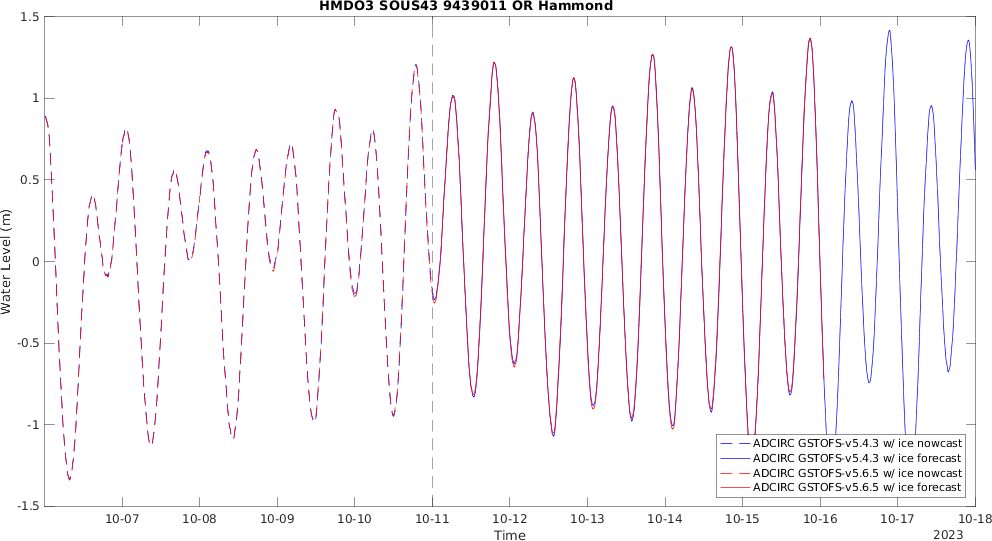 HMDO3 SOUS43 9439011 OR Hammond
1.5
1
0.5
0
-0.5
-1
-1.5
Water Level (m)
10-07 10-08 10-09 10-10 10-11 10-12 10-13 10-14 10-15 10-16 10-17 10-18
Time
2023
ADCIRC GSTOFS-v5.4.3 w/ ice nowcast
ADCIRC GSTOFS-v5.4.3 w/ ice forecast
ADCIRC GSTOFS-v5.6.5 w/ ice nowcast
ADCIRC GSTOFS-v5.6.5 w/ ice forecast